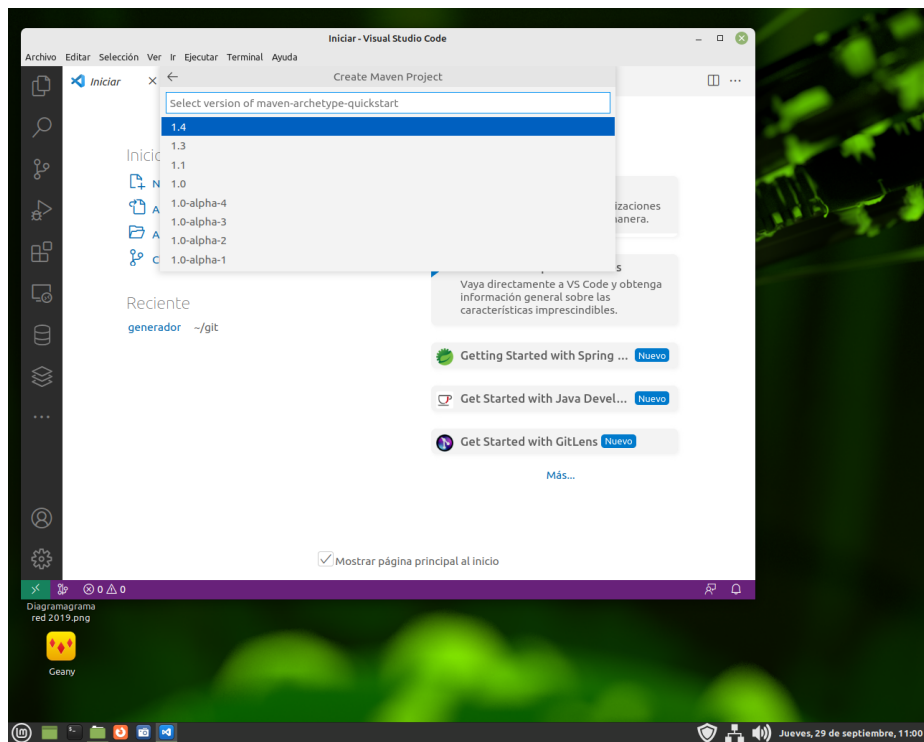 Iniciar - Visual Studio Code
Archivo Editar Selección Ver Ir Ejecutar Terminal Ayuda
Iniciar
Create Maven Project
Select version of maven-archetype-quickstart
1.4
1.3
1.1
1.0
1.0-alpha-4
1.0-alpha-3
1.0-alpha-2
1.0-alpha-1
Inicio
N
A
A
C
Reciente
generador ~/git
Vaya directamente a VS Code y obtenga
información general sobre las
características imprescindibles.
Getting Started with Spring ... Nuevo
Get Started with Java Devel... Nuevo
Get Started with GitLens Nuevo
Más...
Mostrar página principal al inicio
0 0
Diagramagrama
red 2019.png
Geany
Jueves, 29 de septiembre, 11:00